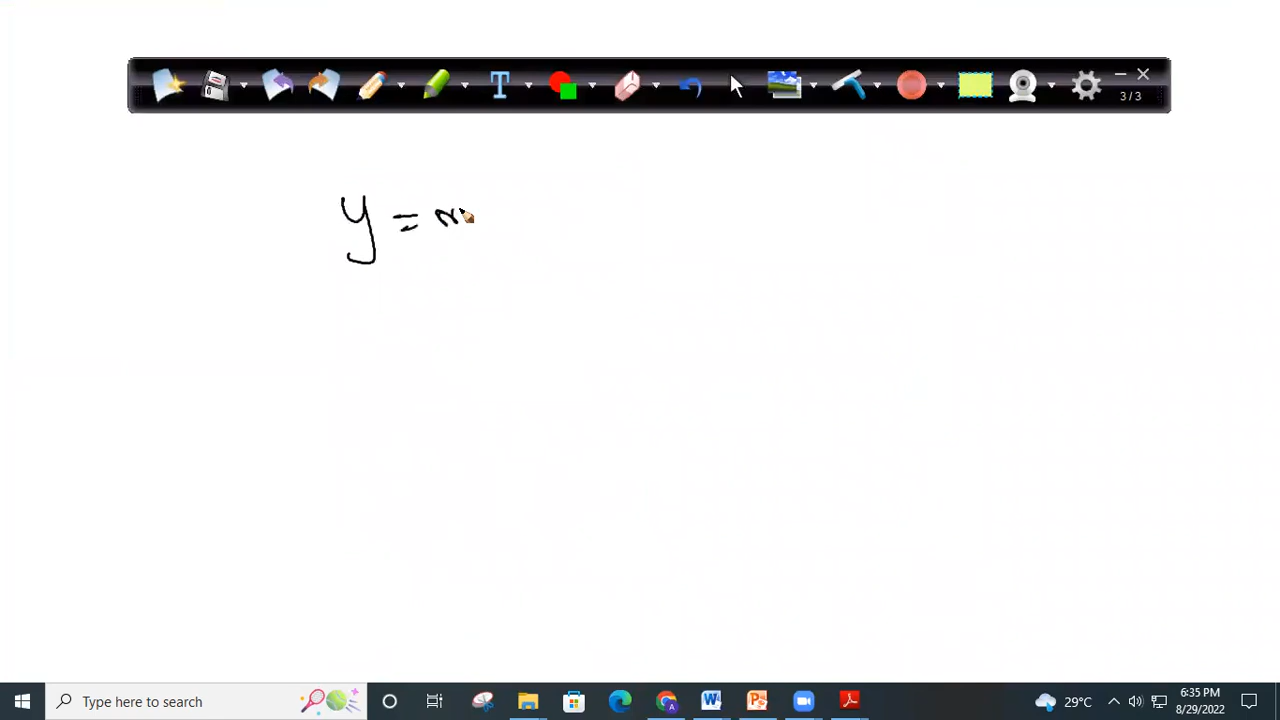 T
3 / 3
y = m
Type here to search
29°C
6:35 PM
8/29/2022